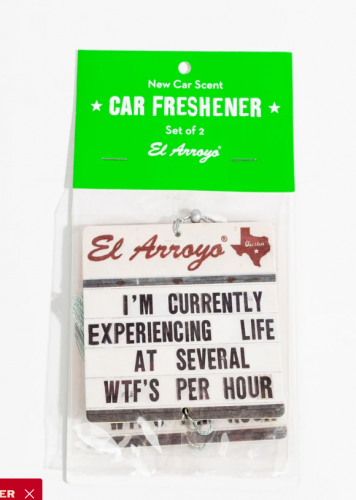 New Car Scent
★ CAR FRESHENER ★
Set of 2
El Arroyo®
El Arroyo®
Austin
I'M CURRENTLY
EXPERIENCING LIFE
AT SEVERAL
WTF'S PER HOUR
ER X